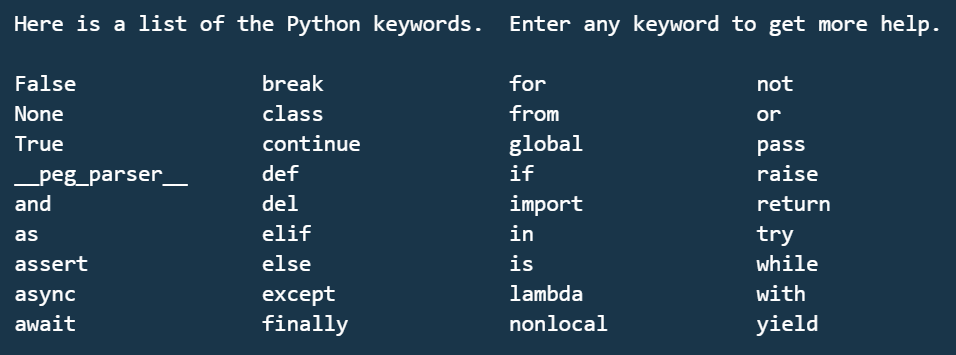 Here is a list of the Python keywords.  Enter any keyword to get more help.
False               break               for                 not
None                class               from                or
True                continue            global              pass
__peg_parser__      def                 if                  raise
and                 del                 import              return
as                  elif                in                  try
assert              else                is                  while
async               except              lambda              with
await               finally             nonlocal            yield